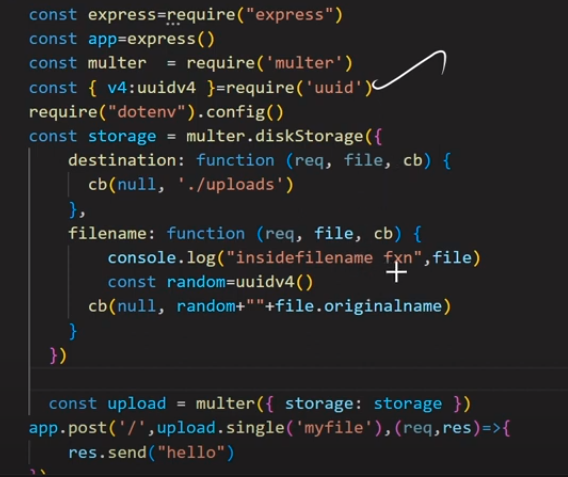 const express=require("express")
const app=express()
const multer  = require('multer')
const { v4:uuidv4 }=require('uuid')
require("dotenv").config()
const storage = multer.diskStorage({
    destination: function (req, file, cb) {
      cb(null, './uploads')
    },
    filename: function (req, file, cb) {
        console.log("insidefilename fxn",file)
        const random=uuidv4()
      cb(null, random+""+file.originalname)
    }
  })
  const upload = multer({ storage: storage })
app.post('/',upload.single('myfile'),(req,res)=>{
    res.send("hello")
})